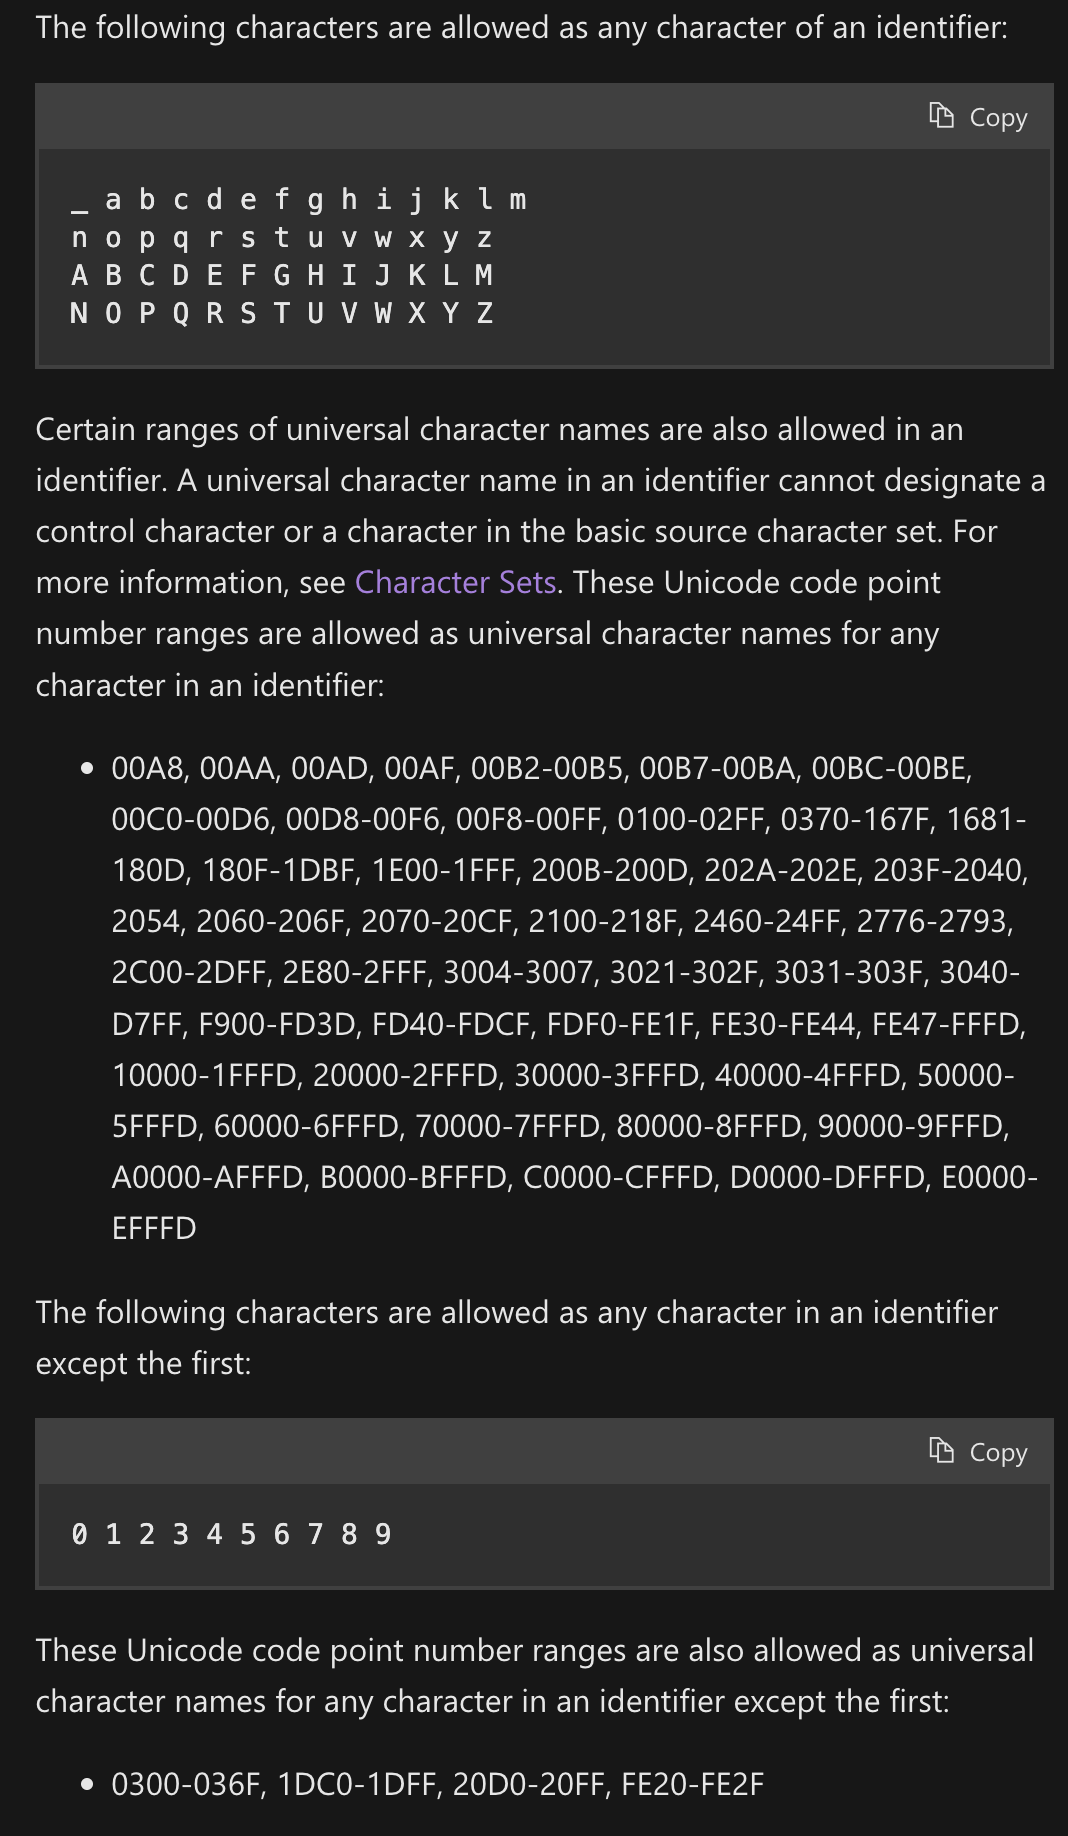 The following characters are allowed as any character of an identifier:
Copy
_ a b c d e f g h i j k l m
n o p q r s t u v w x y z
A B C D E F G H I J K L M
N O P Q R S T U V W X Y Z
Certain ranges of universal character names are also allowed in an
identifier. A universal character name in an identifier cannot designate a
control character or a character in the basic source character set. For
more information, see Character Sets. These Unicode code point
number ranges are allowed as universal character names for any
character in an identifier:
• 00A8, 00AA, 00AD, 00AF, 00B2-00B5, 00B7-00BA, 00BC-00BE,
00C0-00D6, 00D8-00F6, 00F8-00FF, 0100-02FF, 0370-167F, 1681-
180D, 180F-1DBF, 1E00-1FFF, 200B-200D, 202A-202E, 203F-2040,
2054, 2060-206F, 2070-20CF, 2100-218F, 2460-24FF, 2776-2793,
2C00-2DFF, 2E80-2FFF, 3004-3007, 3021-302F, 3031-303F, 3040-
D7FF, F900-FD3D, FD40-FDCF, FDF0-FE1F, FE30-FE44, FE47-FFFD,
10000-1FFFD, 20000-2FFFD, 30000-3FFFD, 40000-4FFFD, 50000-
5FFFD, 60000-6FFFD, 70000-7FFFD, 80000-8FFFD, 90000-9FFFD,
A0000-AFFFD, B0000-BFFFD, C0000-CFFFD, D0000-DFFFD, E0000-
EFFFD
The following characters are allowed as any character in an identifier
except the first:
Copy
0 1 2 3 4 5 6 7 8 9
These Unicode code point number ranges are also allowed as universal
character names for any character in an identifier except the first:
• 0300-036F, 1DC0-1DFF, 20D0-20FF, FE20-FE2F